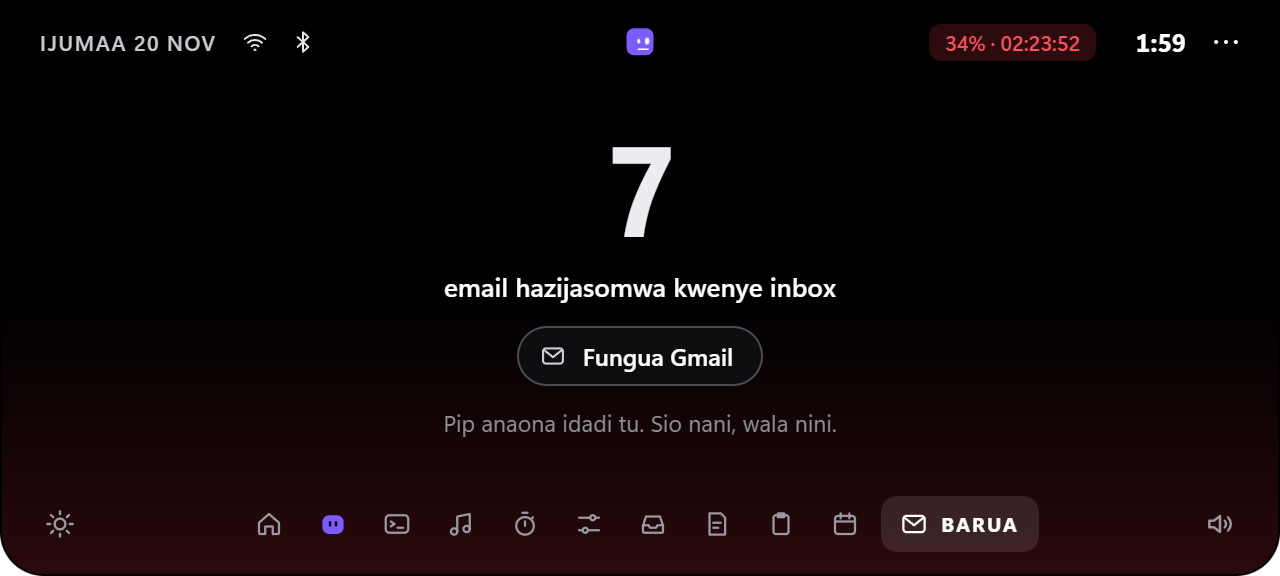 IJUMAA 20 NOV
34% · 02:23:52
1:59
7
email hazijasomwa kwenye inbox
Fungua Gmail
Pip anaona idadi tu. Sio nani, wala nini.
BARUA